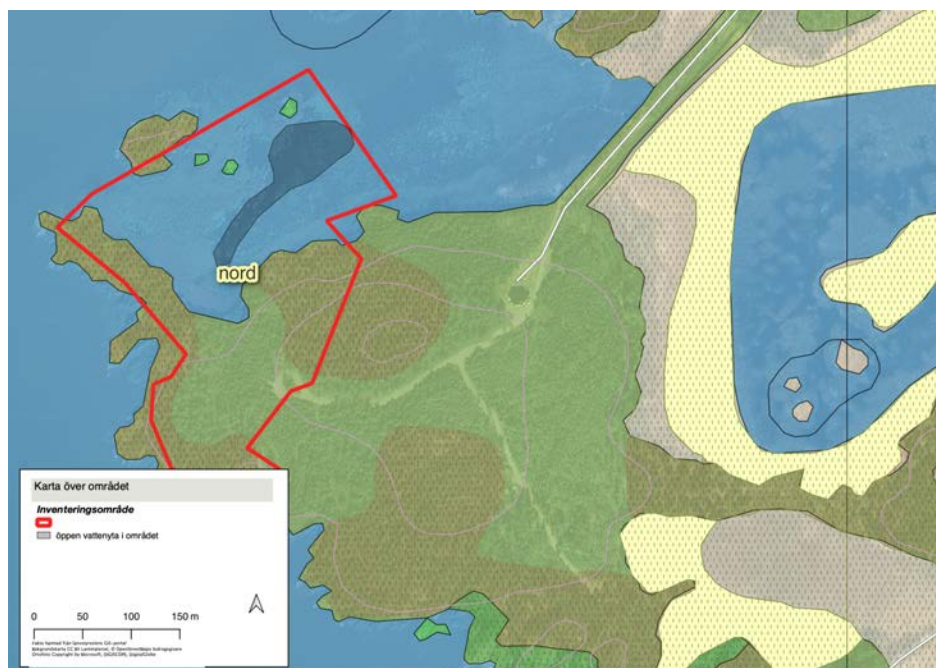 nord
Karta över området
Inventeringsområde
öppen vattenyta i området
0 50 100 150 m